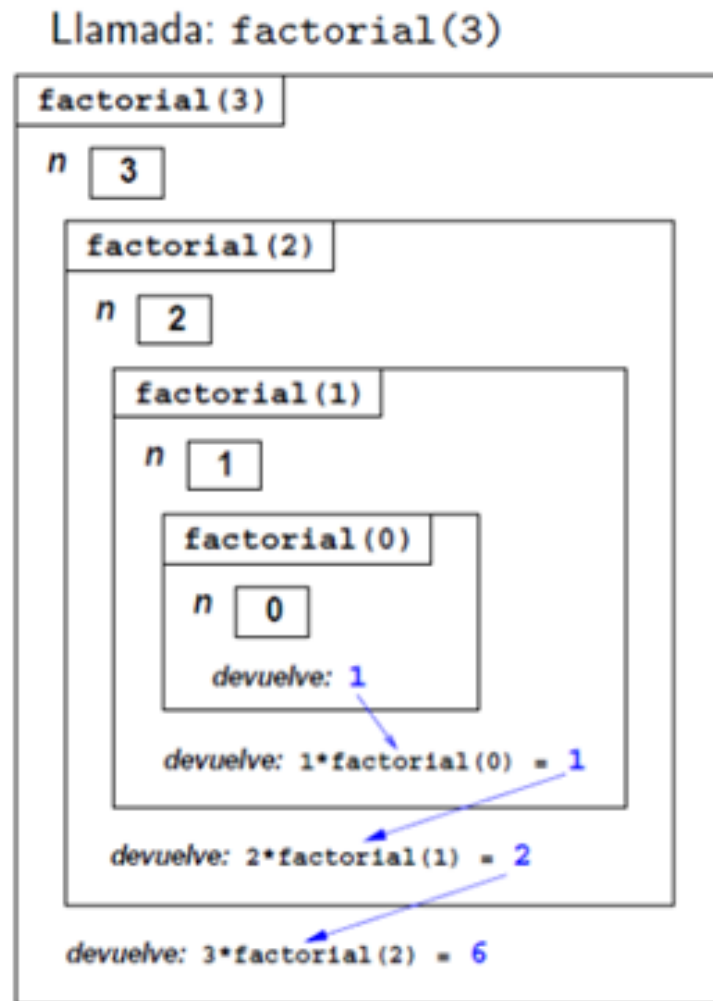 Llamada: factorial(3)
factorial(3)
n 3
factorial(2)
n 2
factorial(1)
n 1
factorial(0)
n 0
devuelve: 1
devuelve: 1*factorial(0) = 1
devuelve: 2*factorial(1) = 2
devuelve: 3*factorial(2) = 6